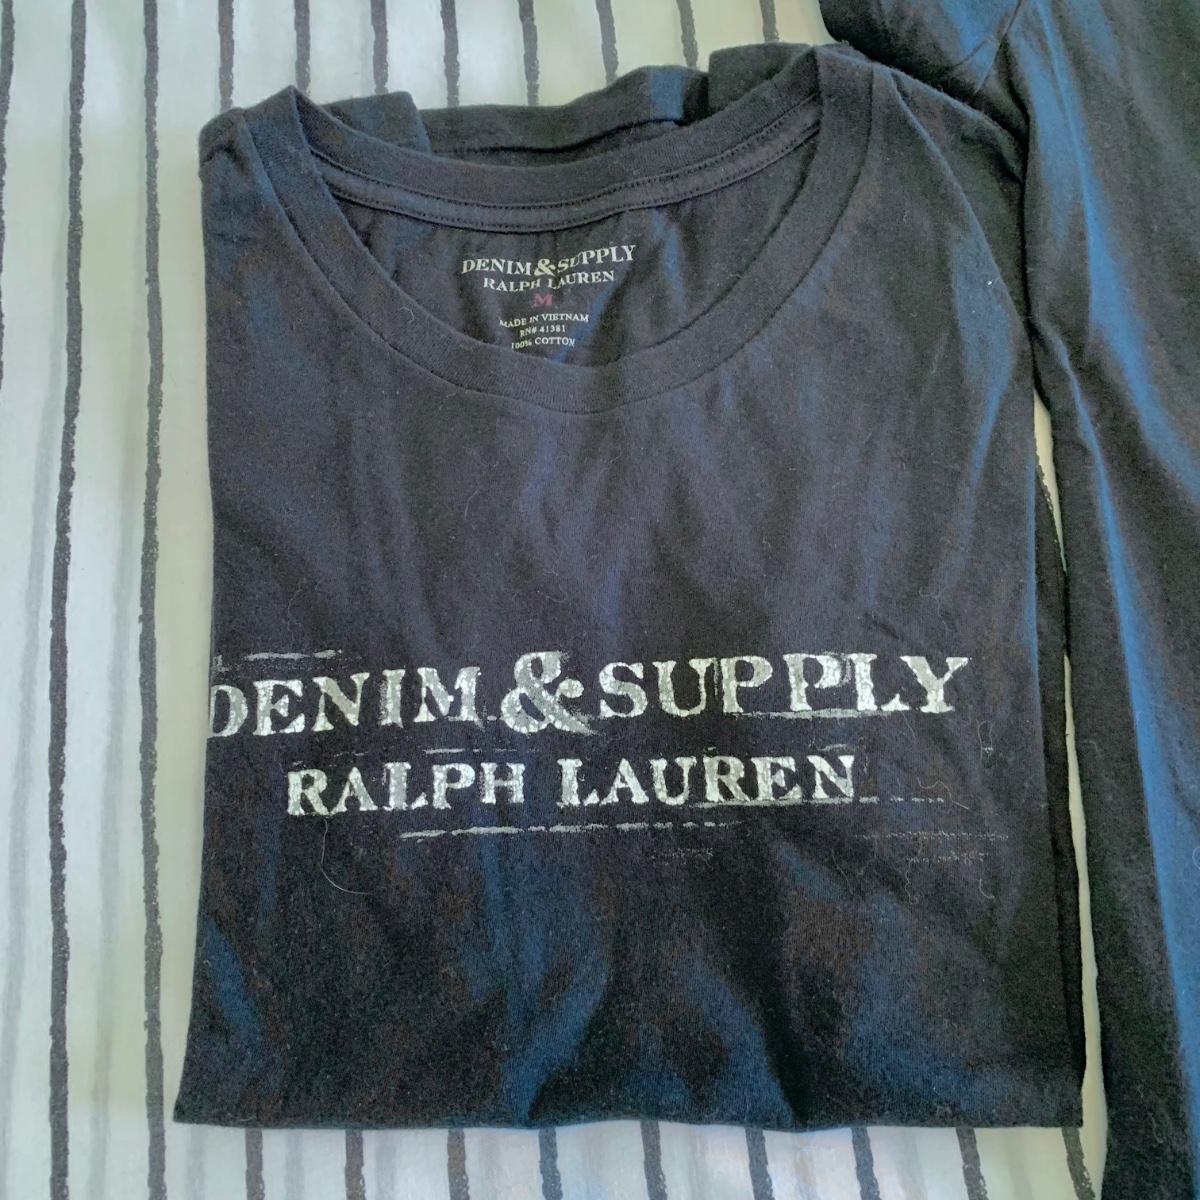 DENIM & SUPPLY
RALPH LAUREN
M
MADE IN VIETNAM
RN# 41381
100% COTTON
DENIM & SUPPLY
RALPH LAUREN